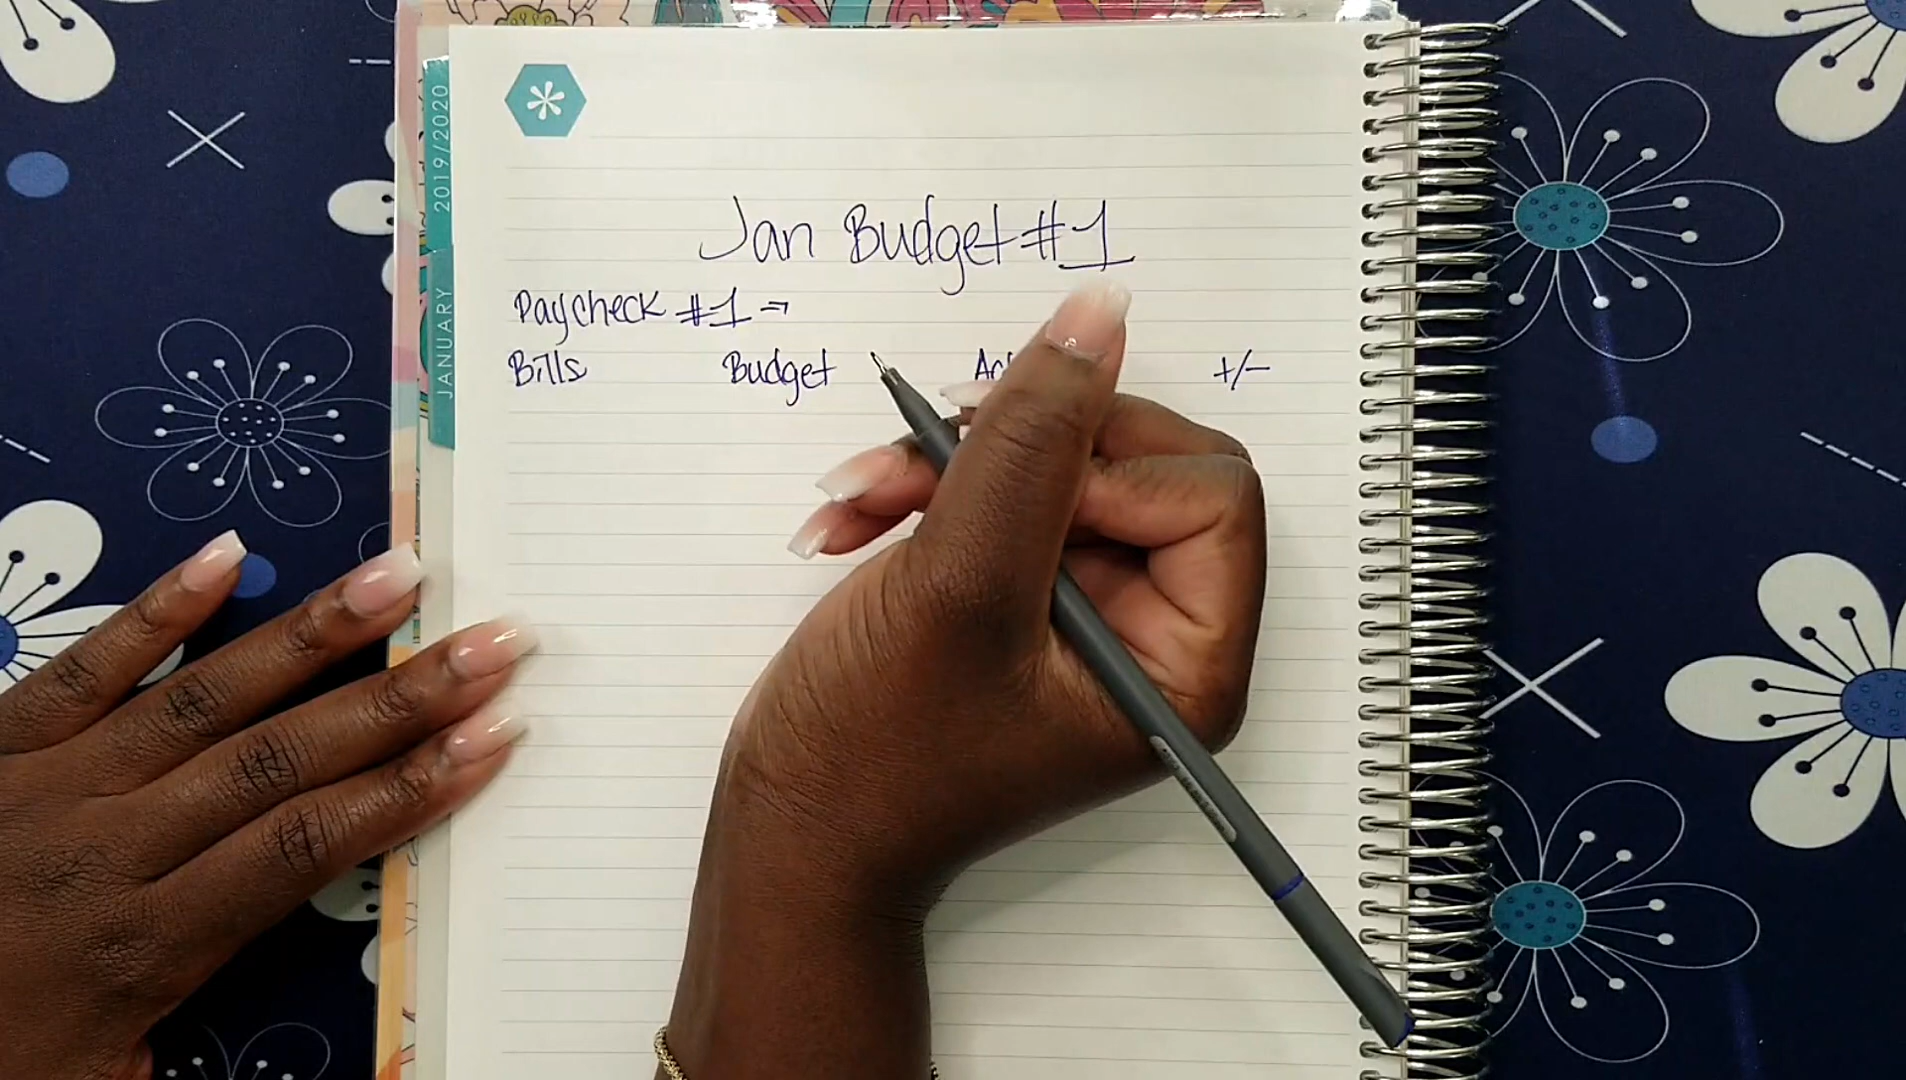 2019/2020
JANUARY
Jan Budget #1
Paycheck #1 →
Bills Budget +/-